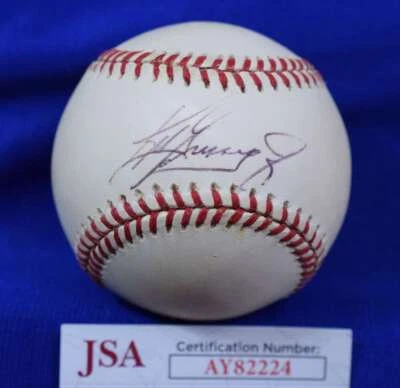 JSA
Certification Number:
AY82224